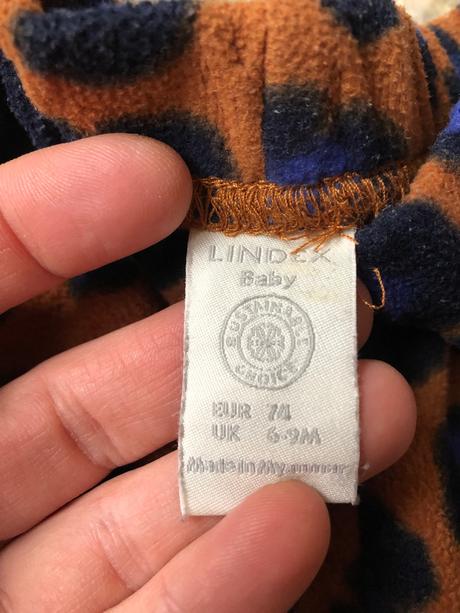 LINDEX
Baby
SUSTAINABLE
CHOICE
EUR 74
UK 6-9M
Made in Myanmar